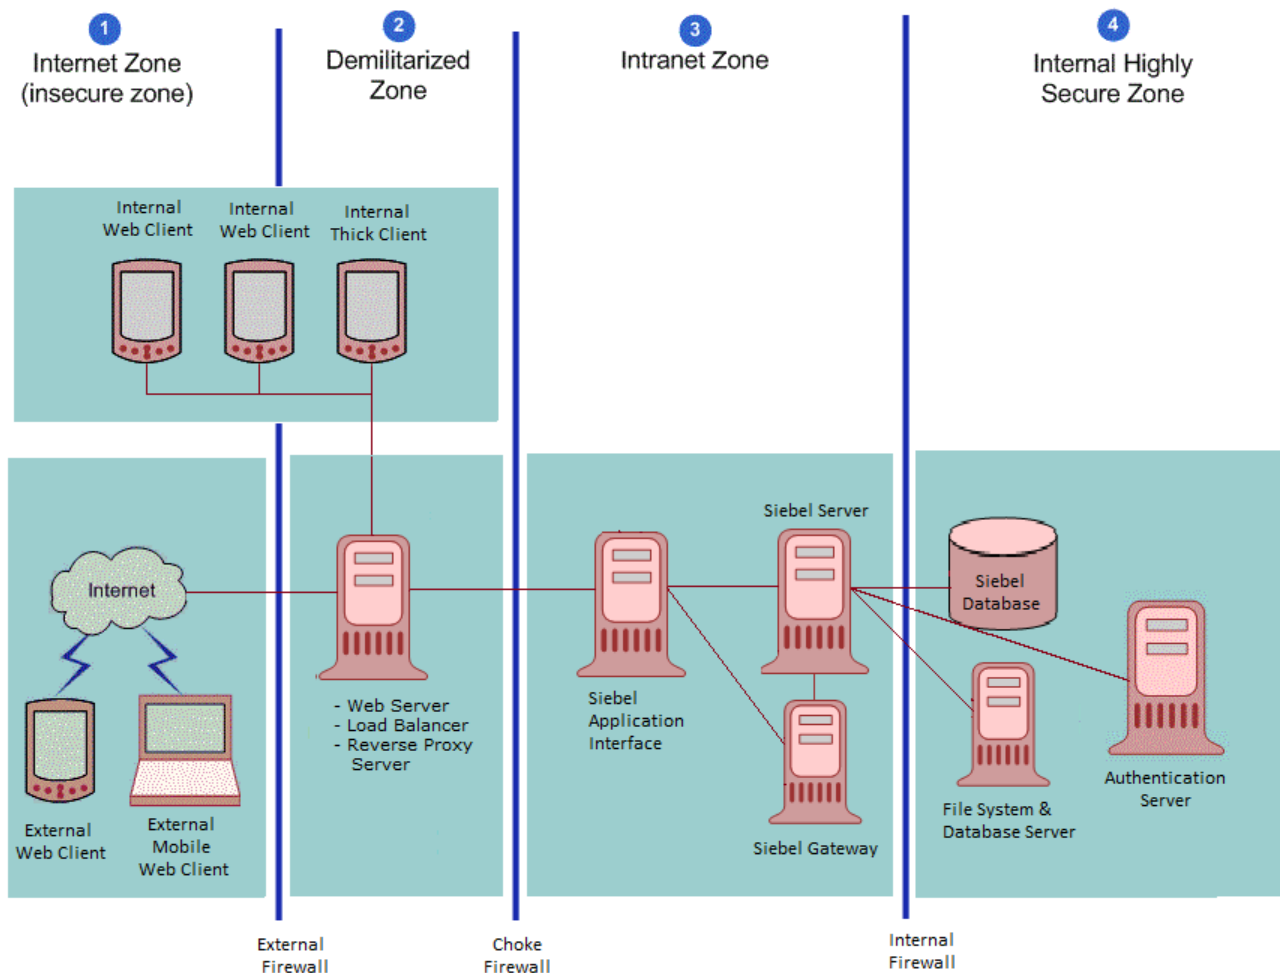 1
Internet Zone
(insecure zone)
2
Demilitarized
Zone
3
Intranet Zone
4
Internal Highly
Secure Zone
Internal
Web Client
Internal
Web Client
Internal
Thick Client
Internet
External
Web Client
External
Mobile
Web Client
- Web Server
- Load Balancer
- Reverse Proxy
Server
Siebel
Application
Interface
Siebel Server
Siebel Gateway
Siebel
Database
File System &
Database Server
Authentication
Server
External
Firewall
Choke
Firewall
Internal
Firewall